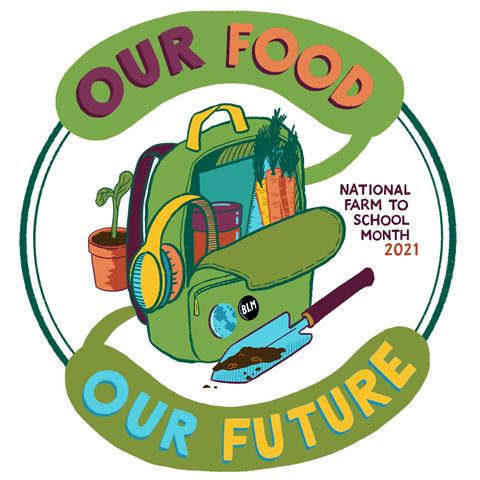 OUR FOOD
NATIONAL
FARM TO
SCHOOL
MONTH
2021
BLM
OUR FUTURE